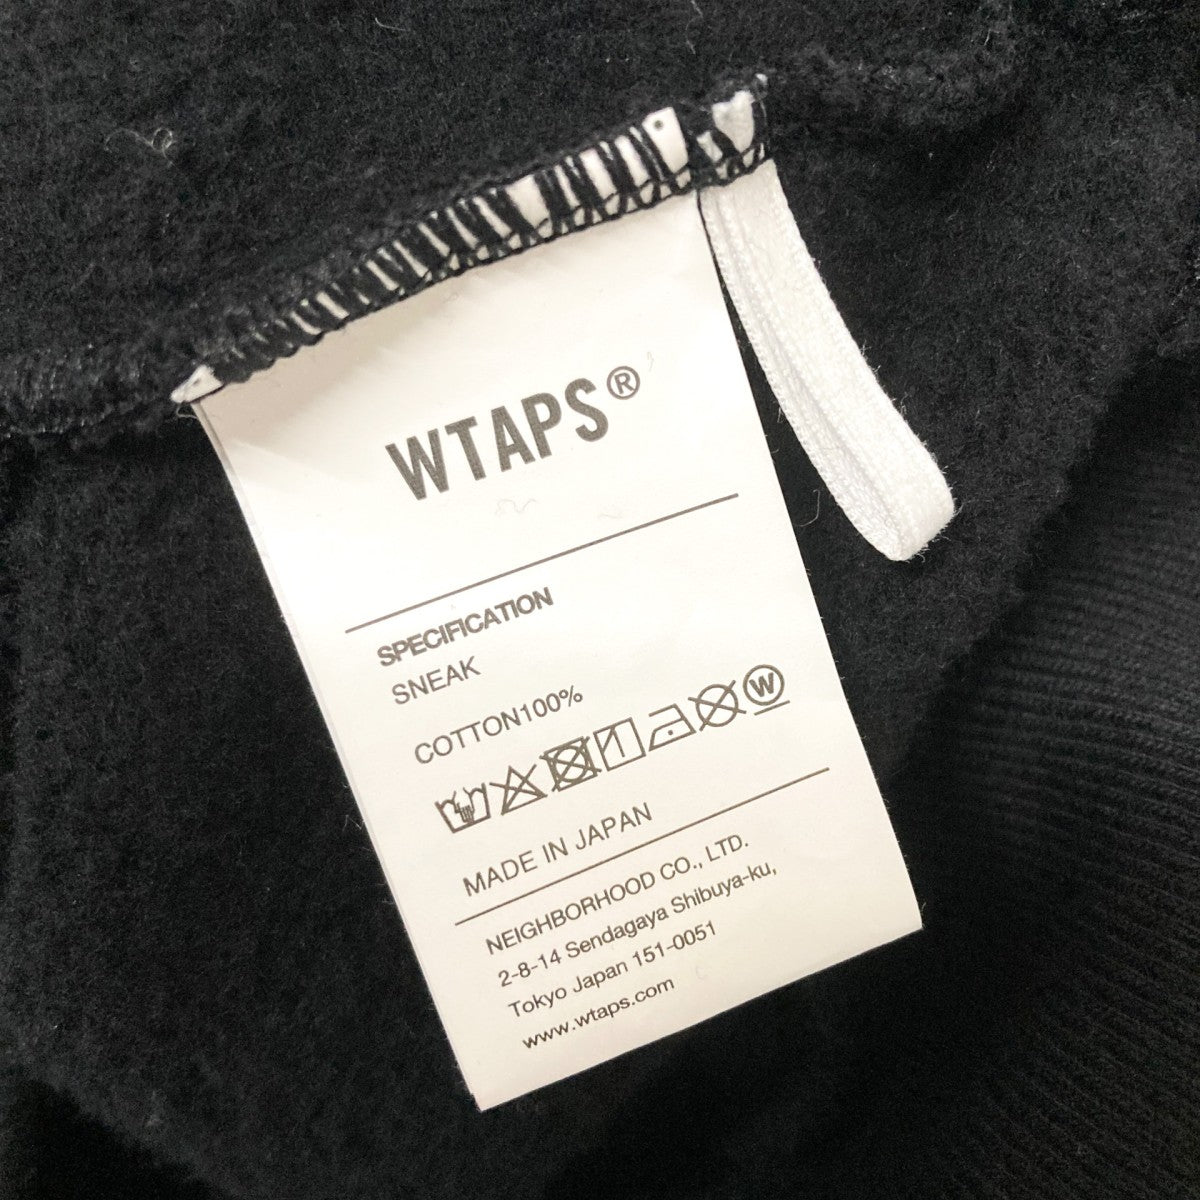 WTAPS®
SPECIFICATION
SNEAK
COTTON100%
W
MADE IN JAPAN
NEIGHBORHOOD CO., LTD.
2-8-14 Sendagaya Shibuya-ku,
Tokyo Japan 151-0051
www.wtaps.com